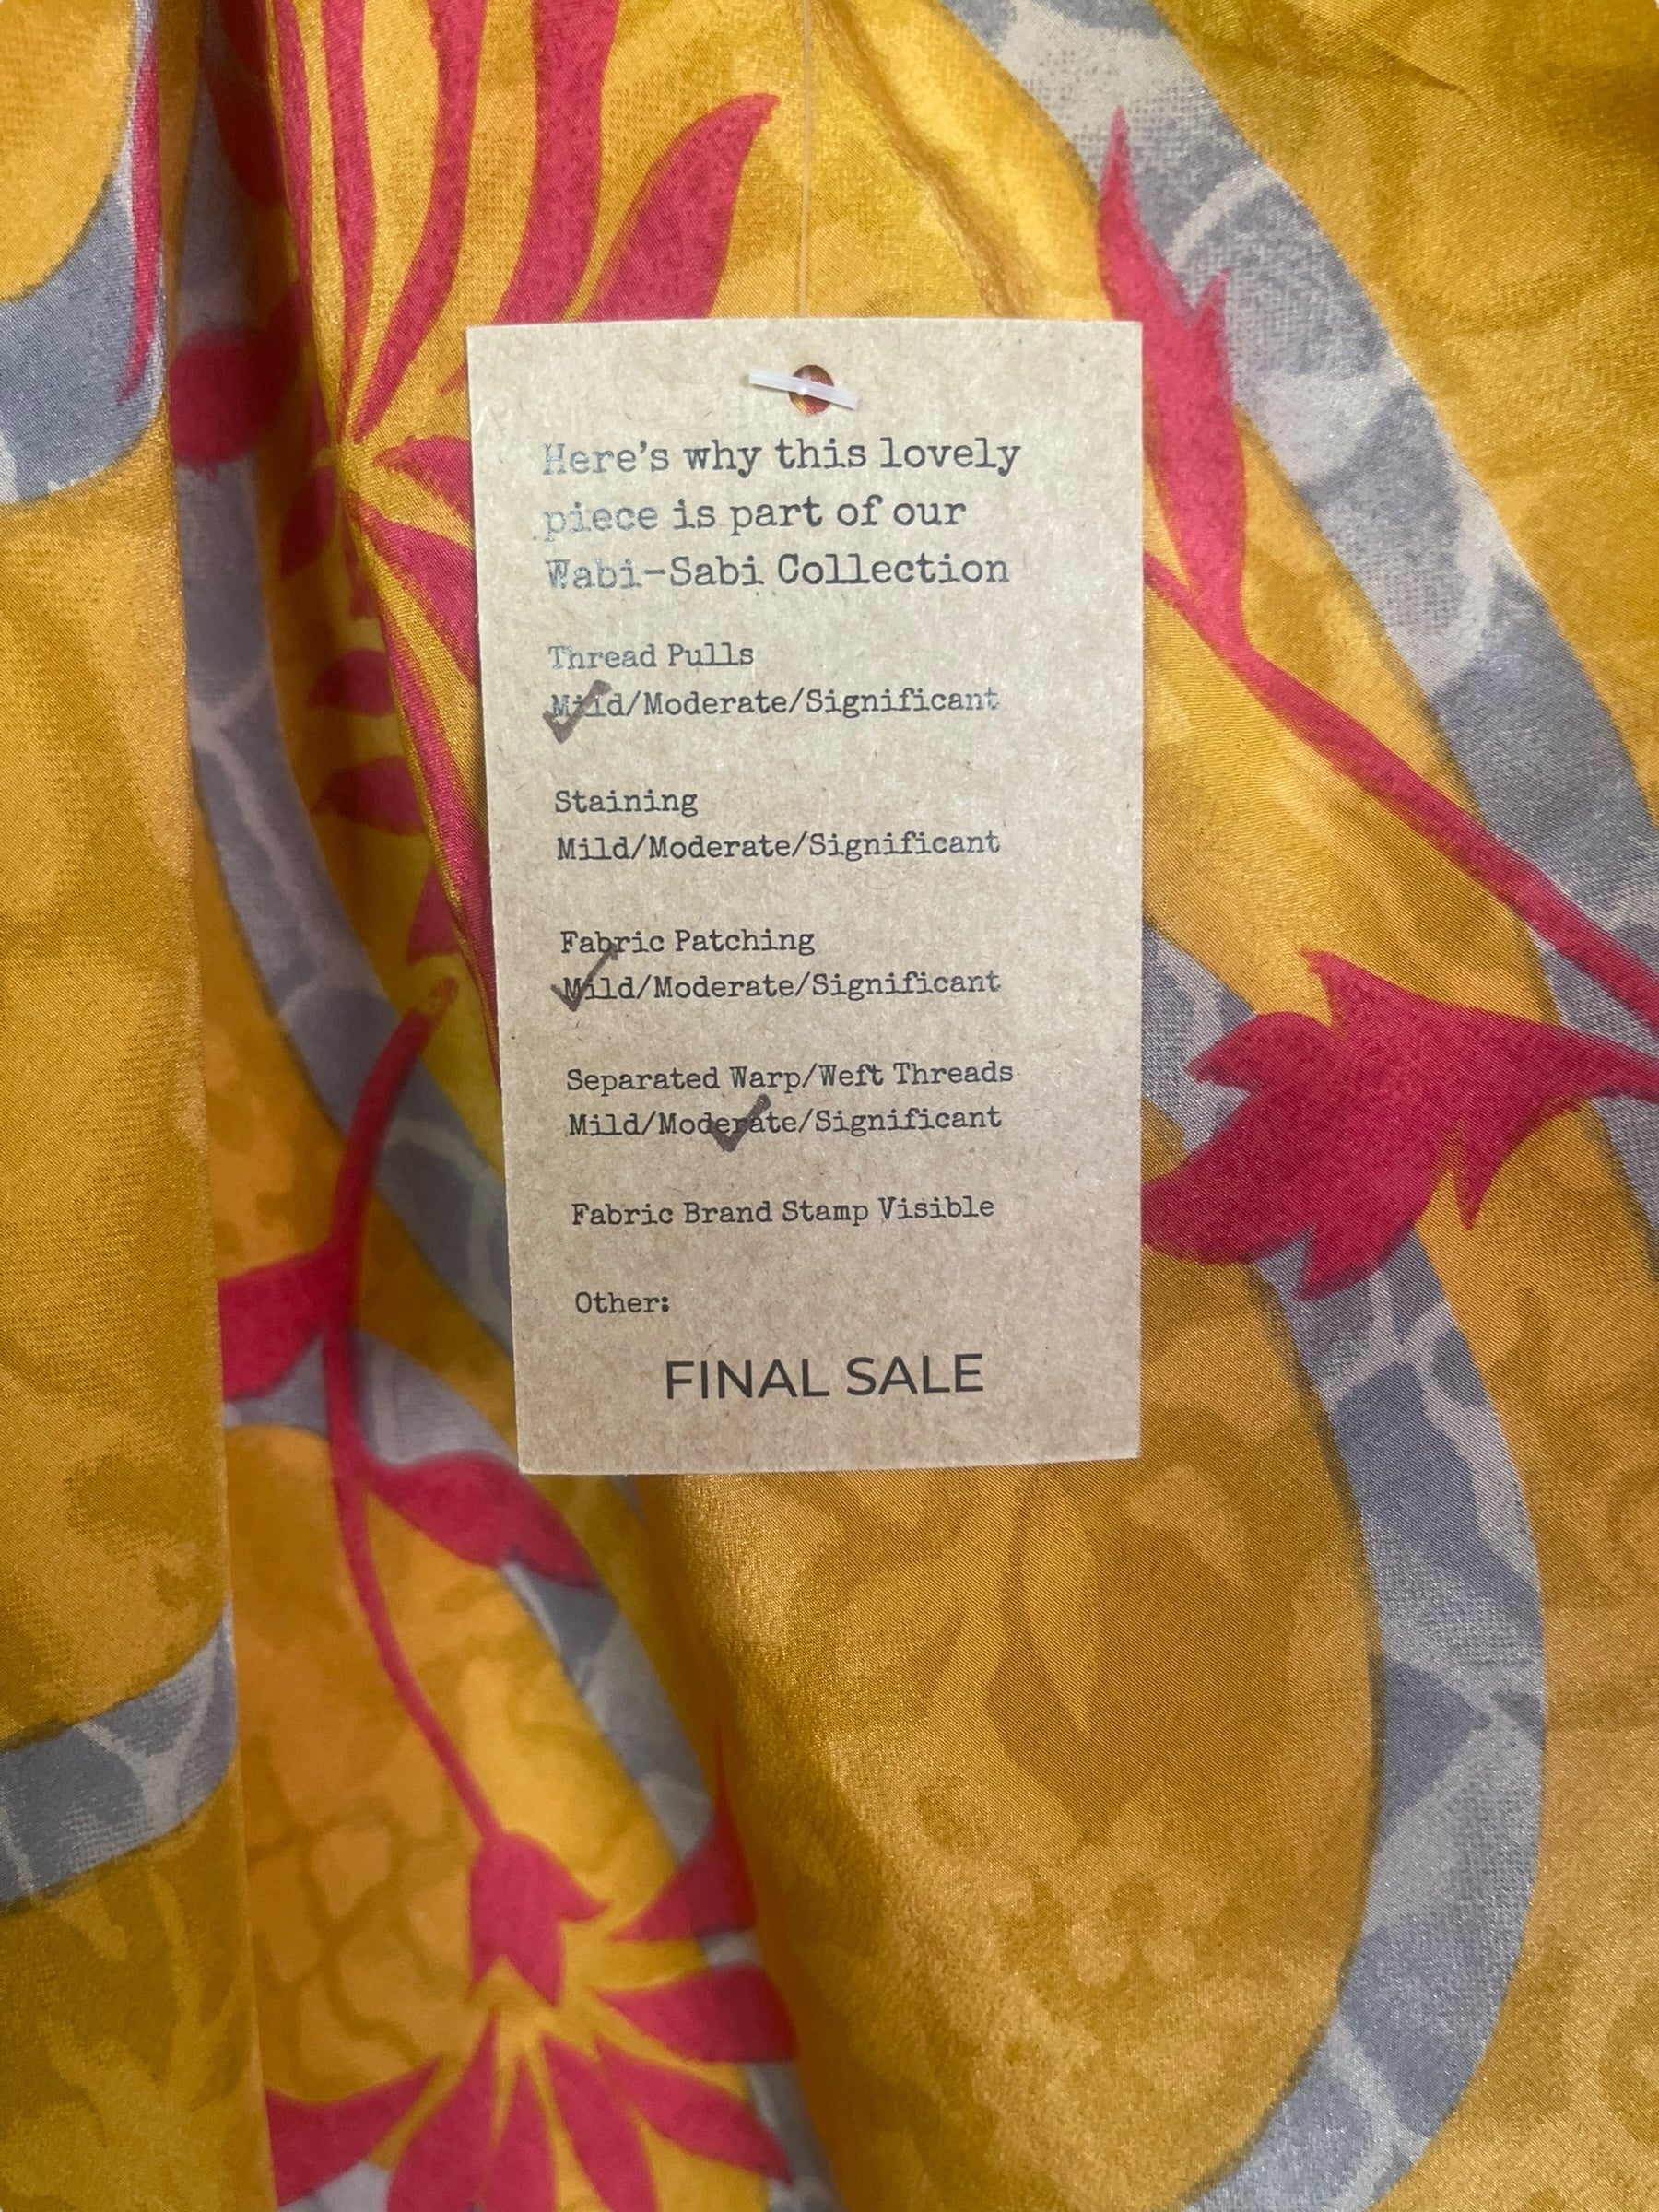 Here's why this lovely
piece is part of our
Wabi-Sabi Collection
Thread Pulls
Mild/Moderate/Significant
Staining
Mild/Moderate/Significant
Fabric Patching
Mild/Moderate/Significant
Separated Warp/Weft Threads
Mild/Moderate/Significant
Fabric Brand Stamp Visible
Other:
FINAL SALE